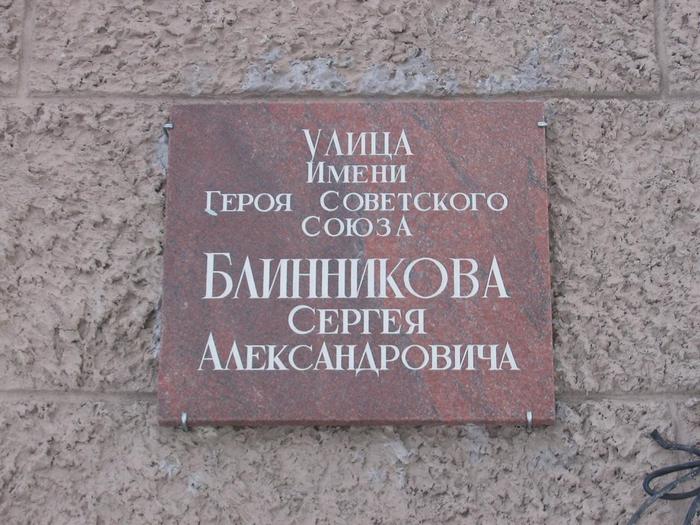 Улица
Имени
Героя Советского
Союза
Блинникова
Сергея
Александровича